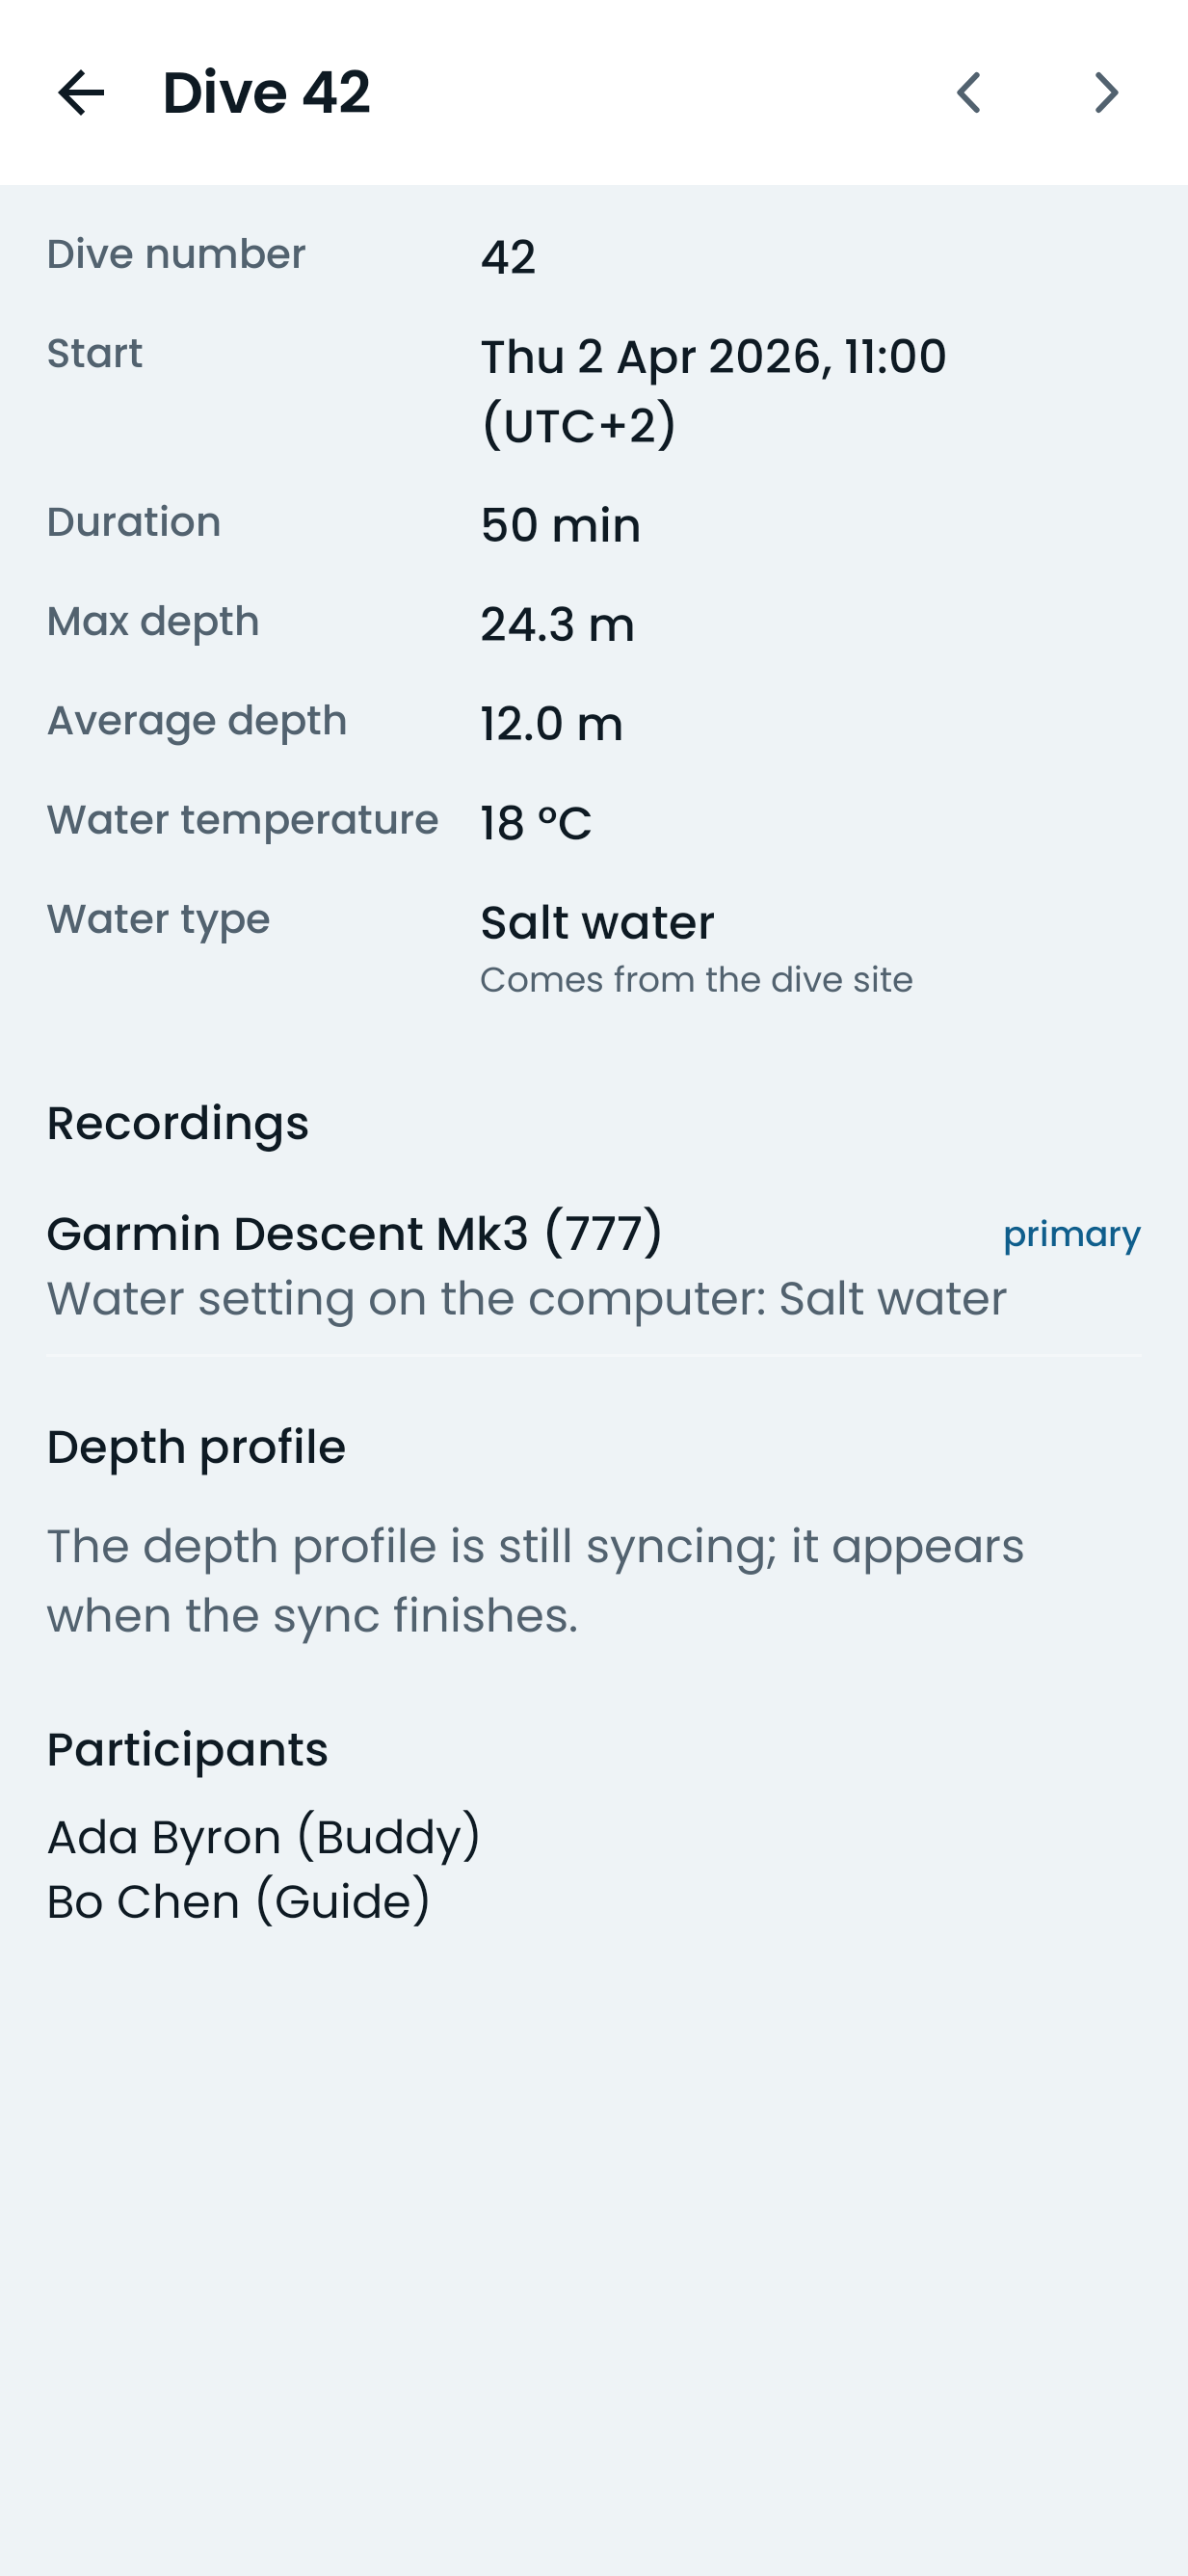 Dive 42
Dive number 42
Start Thu 2 Apr 2026, 11:00
(UTC+2)
Duration 50 min
Max depth 24.3 m
Average depth 12.0 m
Water temperature 18 °C
Water type Salt water
Comes from the dive site
Recordings
Garmin Descent Mk3 (777) primary
Water setting on the computer: Salt water
Depth profile
The depth profile is still syncing; it appears
when the sync finishes.
Participants
Ada Byron (Buddy)
Bo Chen (Guide)